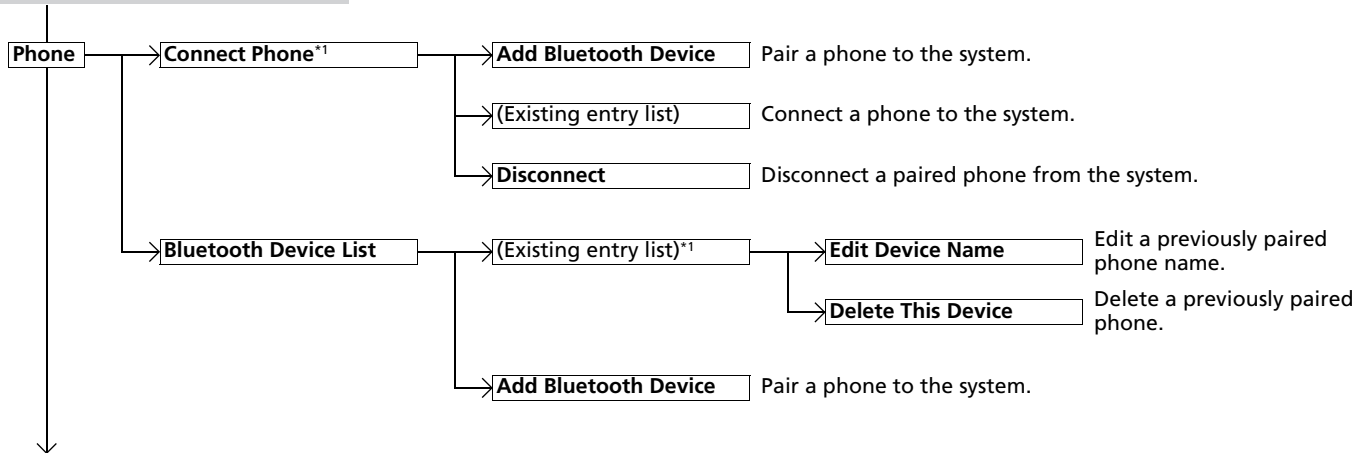 Phone
Connect Phone*1
Add Bluetooth Device
Pair a phone to the system.
(Existing entry list)
Connect a phone to the system.
Disconnect
Disconnect a paired phone from the system.
Bluetooth Device List
(Existing entry list)*1
Edit Device Name
Edit a previously paired
phone name.
Delete This Device
Delete a previously paired
phone.
Add Bluetooth Device
Pair a phone to the system.